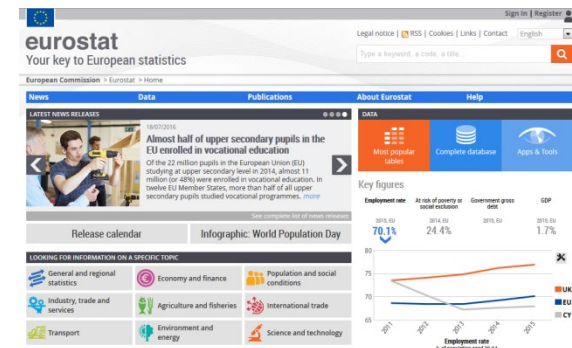 Sign In | Register
Legal notice | RSS | Cookies | Links | Contact English
eurostat
Your key to European statistics
Type a keyword, a code, a title.
European Commission > Eurostat > Home
News Data Publications About Eurostat Help
LATEST NEWS RELEASES
18/07/2016
Almost half of upper secondary pupils in the
EU enrolled in vocational education
Of the 22 million pupils in the European Union (EU)
studying at upper secondary level in 2014, almost 11
million (or 48%) were enrolled in vocational education. In
twelve EU Member States, more than half of all upper
secondary pupils studied vocational programmes. more
See complete list of news releases
Release calendar
Infographic: World Population Day
LOOKING FOR INFORMATION ON A SPECIFIC TOPIC
General and regional
statistics
Economy and finance
Population and social
conditions
Industry, trade and
services
Agriculture and fisheries
International trade
Transport
Environment and
energy
Science and technology
DATA
Most popular
tables
Complete database
Apps & Tools
Key figures
Employment rate
At risk of poverty or
social exclusion
Government gross
debt
GDP
2015, EU
70.1%
2014, EU
24.4%
2015, EU
2015, EU
1.7%
80
75
70
65
UK
EU
CY
2011 2012 2013 2014 2015
Employment rate